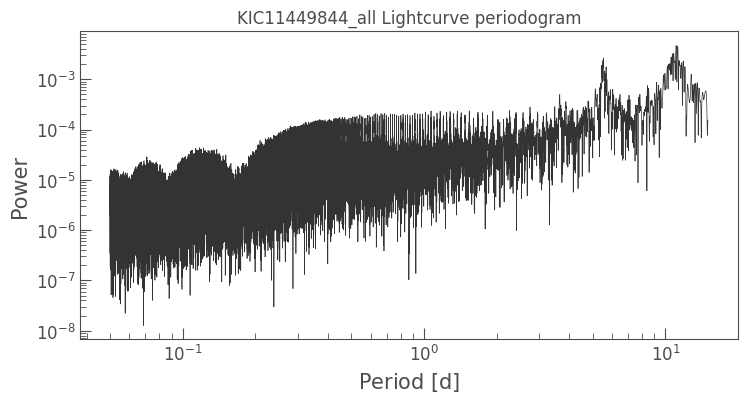 KIC11449844_all Lightcurve periodogram
Power
10⁻³
10⁻⁴
10⁻⁵
10⁻⁶
10⁻⁷
10⁻⁸
10⁻¹ 10⁰ 10¹
Period [d]